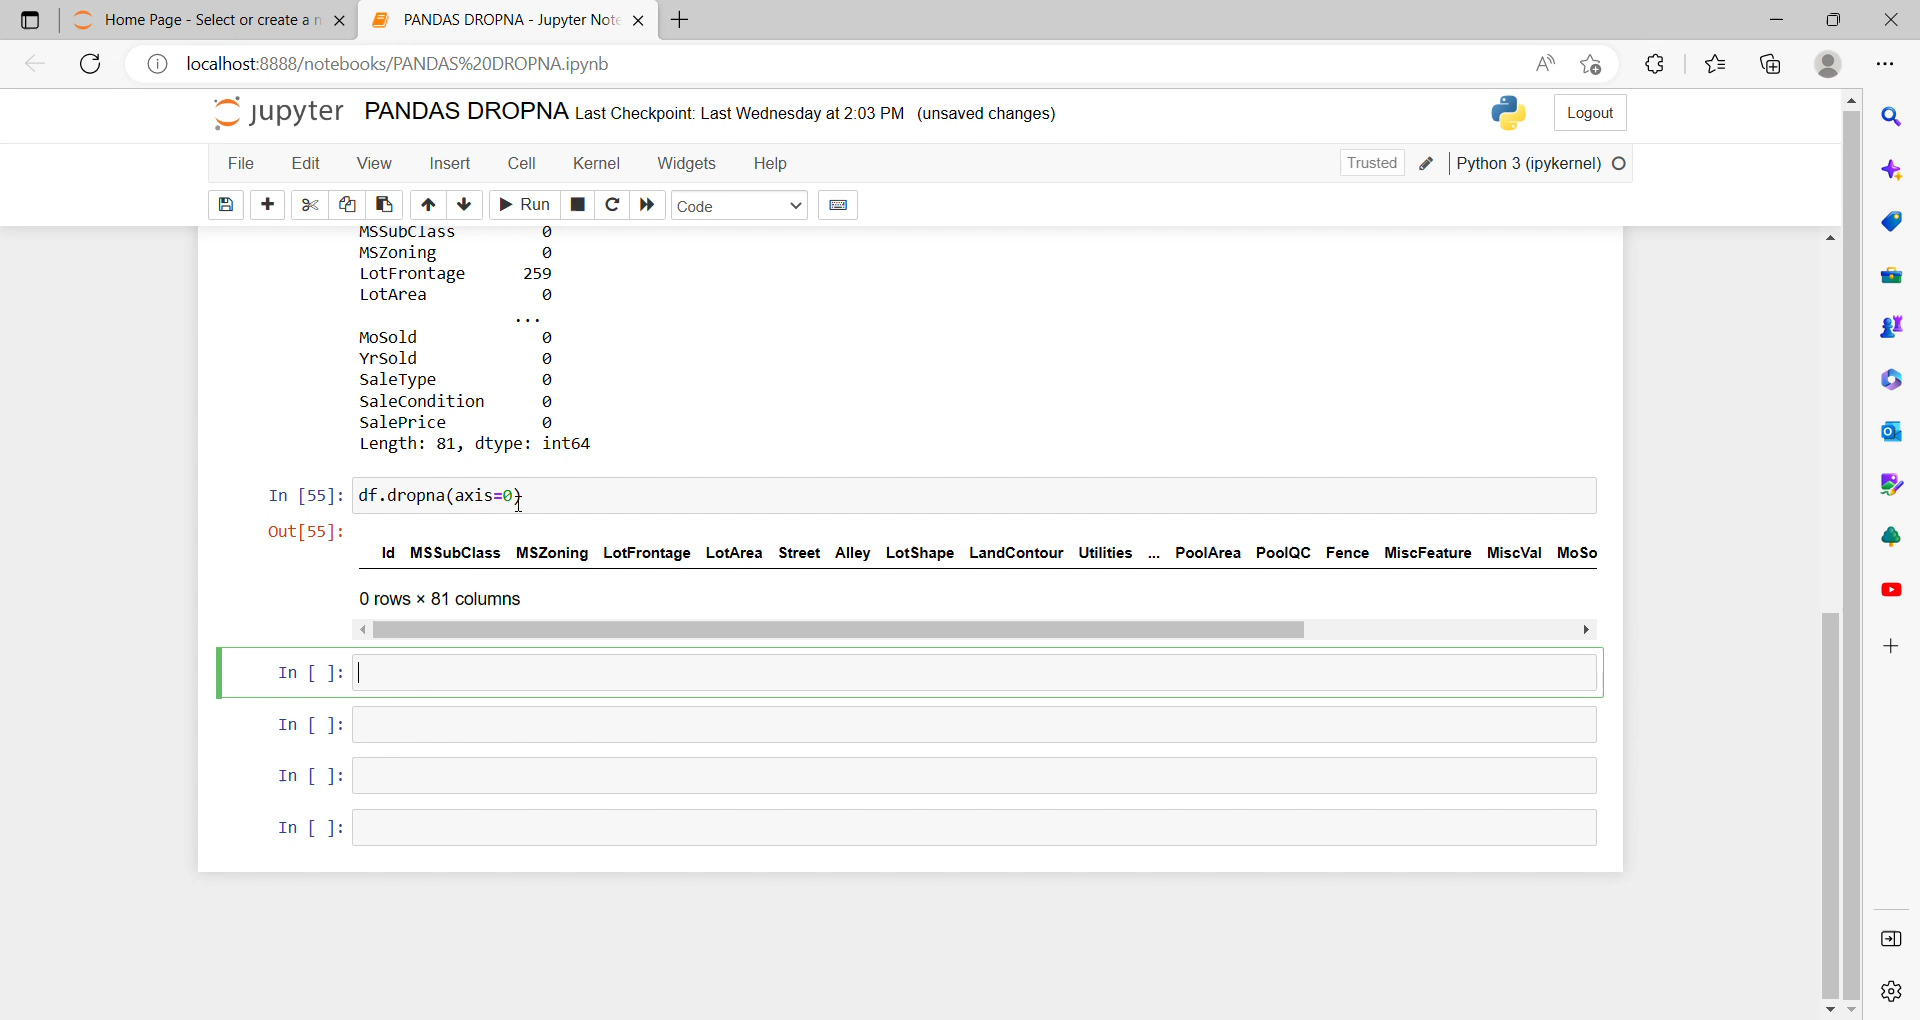 Home Page - Select or create a n
PANDAS DROPNA - Jupyter Note
localhost:8888/notebooks/PANDAS%20DROPNA.ipynb
jupyter PANDAS DROPNA Last Checkpoint: Last Wednesday at 2:03 PM (unsaved changes)
Logout
File Edit View Insert Cell Kernel Widgets Help
Trusted Python 3 (ipykernel)
Run Code
MSSubClass 0
MSZoning 0
LotFrontage 259
LotArea 0
...
MoSold 0
YrSold 0
SaleType 0
SaleCondition 0
SalePrice 0
Length: 81, dtype: int64
In [55]: df.dropna(axis=0)
Out[55]:
Id MSSubClass MSZoning LotFrontage LotArea Street Alley LotShape LandContour Utilities ... PoolArea PoolQC Fence MiscFeature MiscVal MoSo
0 rows × 81 columns
In [ ]:
In [ ]:
In [ ]:
In [ ]: